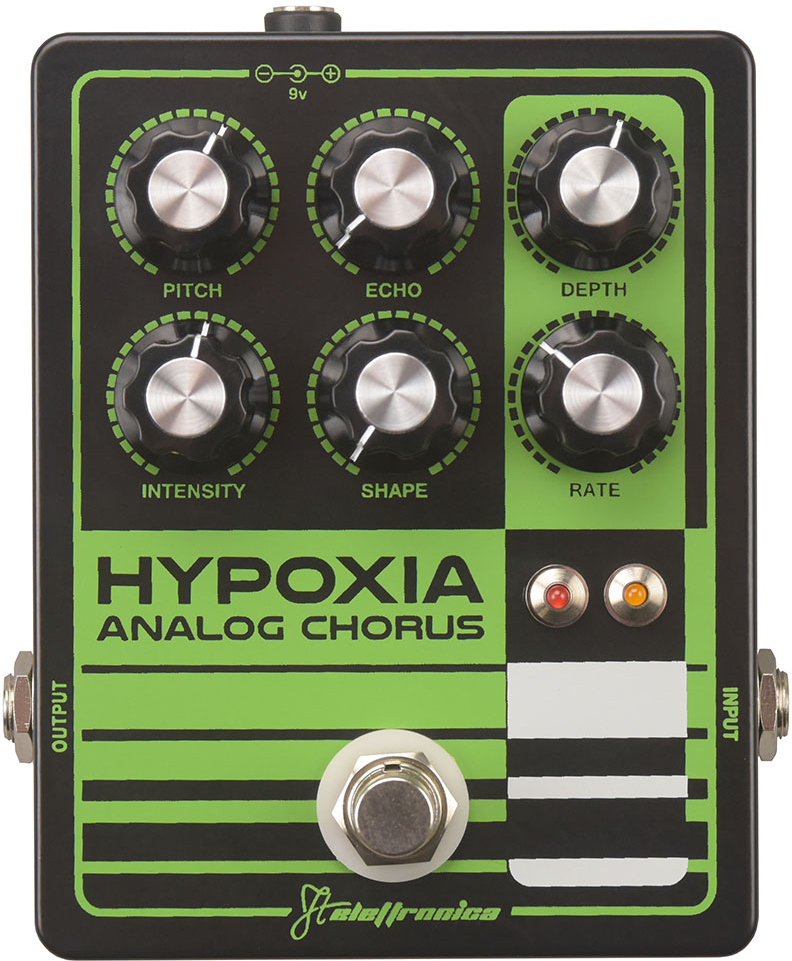 9v
PITCH
ECHO
DEPTH
INTENSITY
SHAPE
RATE
HYPOXIA
ANALOG CHORUS
OUTPUT
INPUT
elettronica